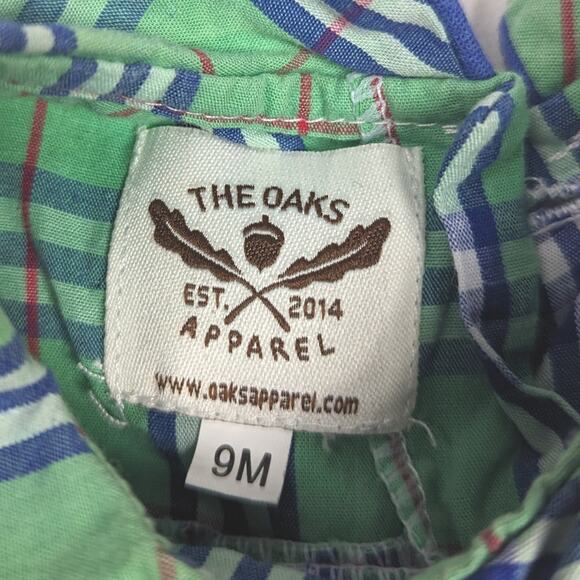 THE OAKS
EST. 2014
APPAREL
www.oaksapparel.com
9M